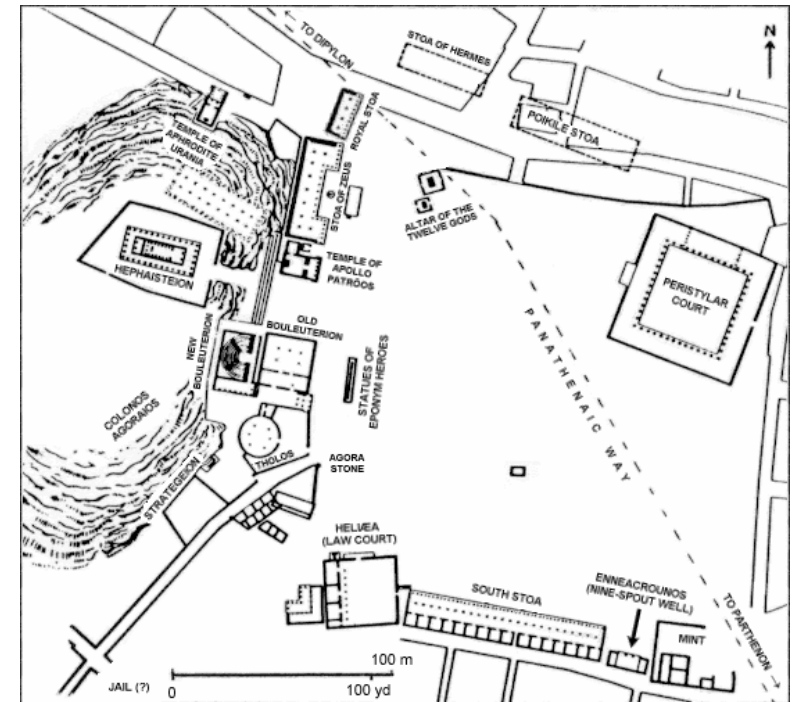 TO DIPYLON
STOA OF HERMES
N
POIKILE STOA
ROYAL STOA
TEMPLE OF
APHRODITE
URANIA
STOA OF ZEUS
ALTAR OF THE
TWELVE GODS
HEPHAISTEION
TEMPLE OF
APOLLO
PATRÓOS
PERISTYLAR
COURT
OLD
BOULEUTERION
NEW
BOULEUTERION
STATUES OF
EPONYM HEROES
PANATHENAIC WAY
COLONOS
AGORAIOS
THOLOS
AGORA
STONE
STRATEGEION
HELIÆA
(LAW COURT)
SOUTH STOA
ENNEACROUNOS
(NINE-SPOUT WELL)
MINT
TO PARTHENON
JAIL (?)
100 m
0
100 yd